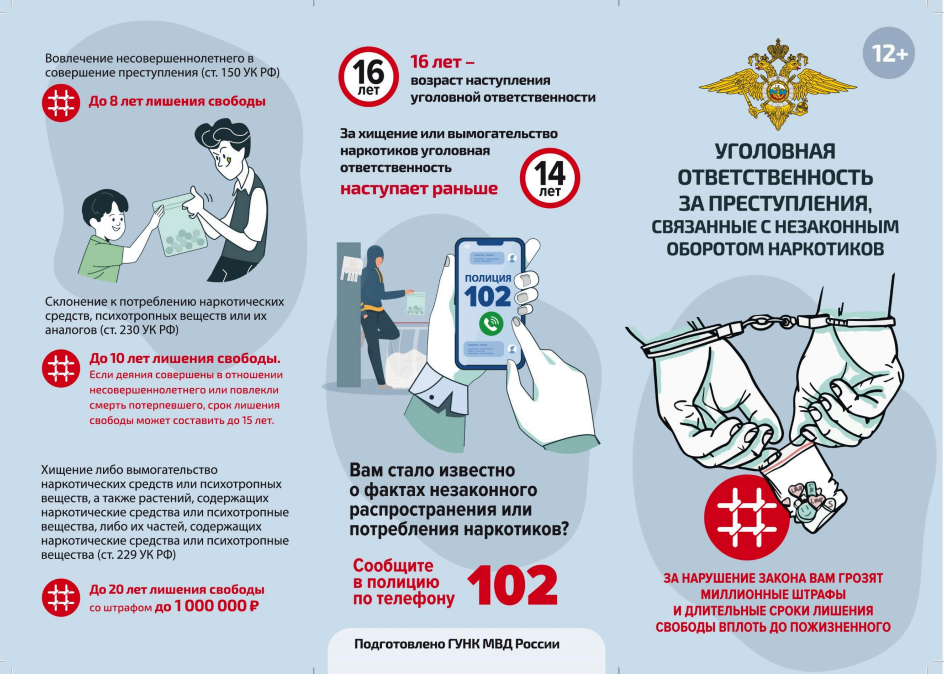 Вовлечение несовершеннолетнего в
совершение преступления (ст. 150 УК РФ)
До 8 лет лишения свободы
Склонение к потреблению наркотических
средств, психотропных веществ или их
аналогов (ст. 230 УК РФ)
До 10 лет лишения свободы.
Если деяния совершены в отношении
несовершеннолетнего или повлекли
смерть потерпевшего, срок лишения
свободы может составить до 15 лет.
Хищение либо вымогательство
наркотических средств или психотропных
веществ, а также растений, содержащих
наркотические средства или психотропные
вещества, либо их частей, содержащих
наркотические средства или психотропные
вещества (ст. 229 УК РФ)
До 20 лет лишения свободы
со штрафом до 1 000 000 ₽
16
лет
16 лет –
возраст наступления
уголовной ответственности
За хищение или вымогательство
наркотиков уголовная
ответственность
наступает раньше
14
лет
ПОЛИЦИЯ
102
Вам стало известно
о фактах незаконного
распространения или
потребления наркотиков?
Сообщите
в полицию
по телефону
102
Подготовлено ГУНК МВД России
12+
УГОЛОВНАЯ
ОТВЕТСТВЕННОСТЬ
ЗА ПРЕСТУПЛЕНИЯ,
СВЯЗАННЫЕ С НЕЗАКОННЫМ
ОБОРОТОМ НАРКОТИКОВ
ЗА НАРУШЕНИЕ ЗАКОНА ВАМ ГРОЗЯТ
МИЛЛИОННЫЕ ШТРАФЫ
И ДЛИТЕЛЬНЫЕ СРОКИ ЛИШЕНИЯ
СВОБОДЫ ВПЛОТЬ ДО ПОЖИЗНЕННОГО